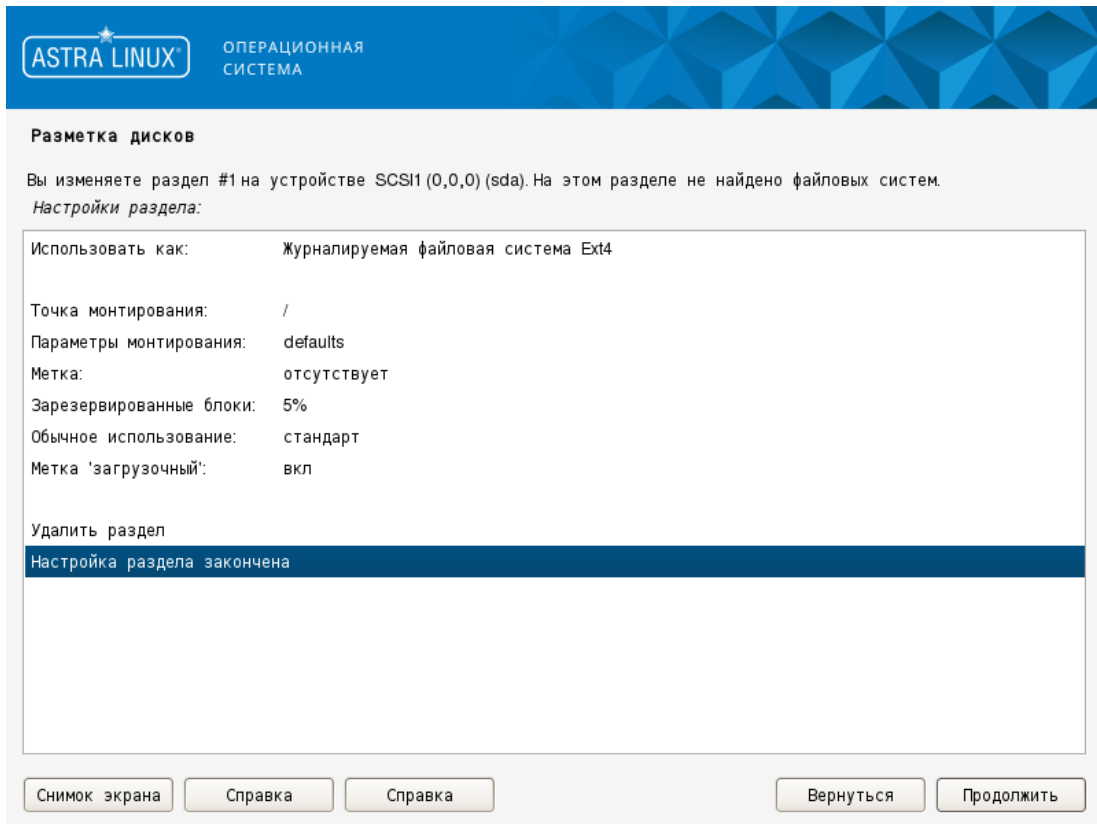 ASTRA LINUX®
ОПЕРАЦИОННАЯ
СИСТЕМА
Разметка дисков
Вы изменяете раздел #1 на устройстве SCSI1 (0,0,0) (sda). На этом разделе не найдено файловых систем.
Настройки раздела:
Использовать как: Журналируемая файловая система Ext4
Точка монтирования: /
Параметры монтирования: defaults
Метка: отсутствует
Зарезервированные блоки: 5%
Обычное использование: стандарт
Метка 'загрузочный': вкл
Удалить раздел
Настройка раздела закончена
Снимок экрана Справка Справка Вернуться Продолжить